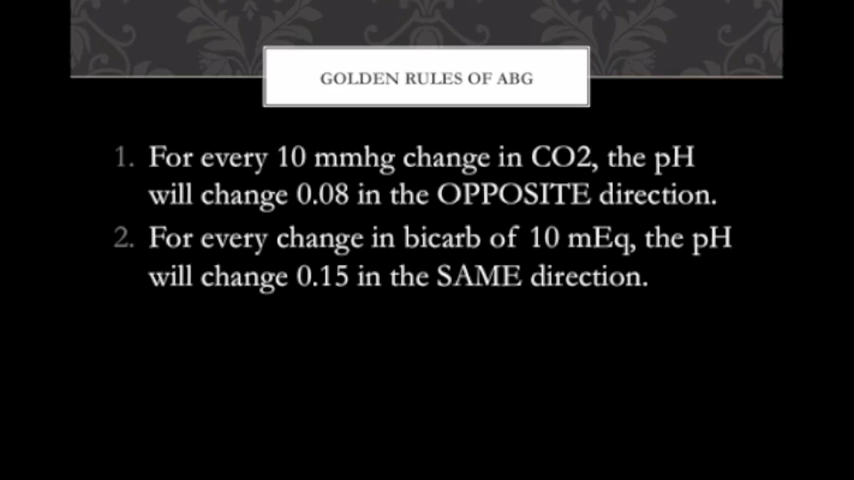 GOLDEN RULES OF ABG
1. For every 10 mmhg change in CO2, the pH
will change 0.08 in the OPPOSITE direction.
2. For every change in bicarb of 10 mEq, the pH
will change 0.15 in the SAME direction.